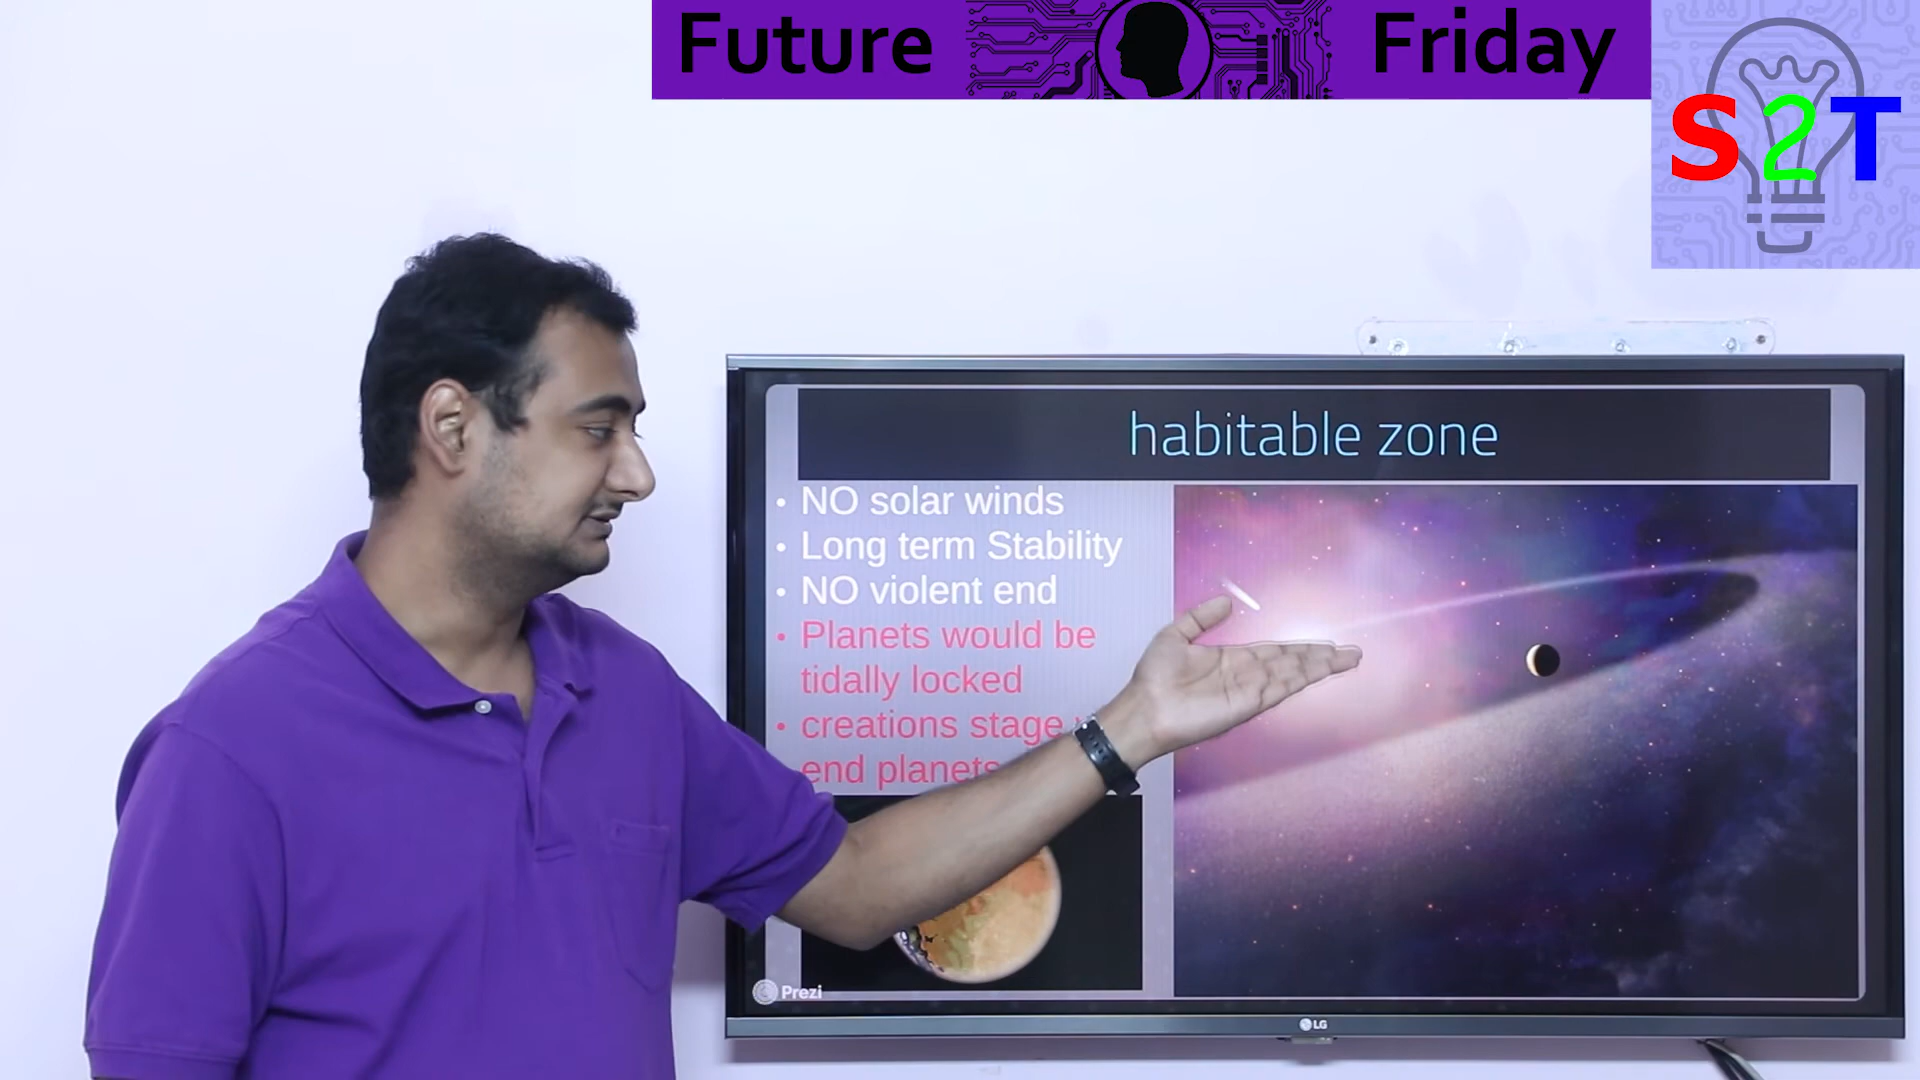 Future Friday
S2T
habitable zone
• NO solar winds
• Long term Stability
• NO violent end
• Planets would be
tidally locked
• creations stage
end planets
Prezi
LG